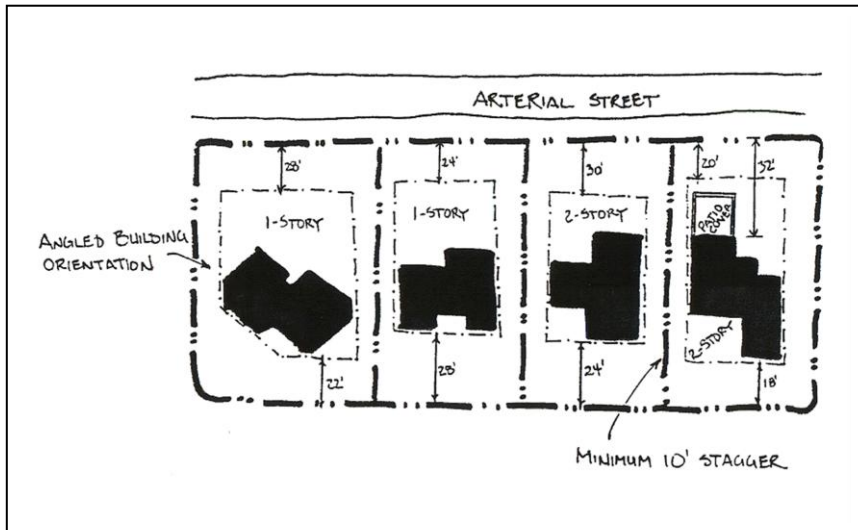 ARTERIAL STREET
28'
24'
30'
20'
32'
1-STORY
1-STORY
2-STORY
PATIO
COVER
ANGLED BUILDING
ORIENTATION
2-STORY
22'
28'
24'
18'
MINIMUM 10' STAGGER